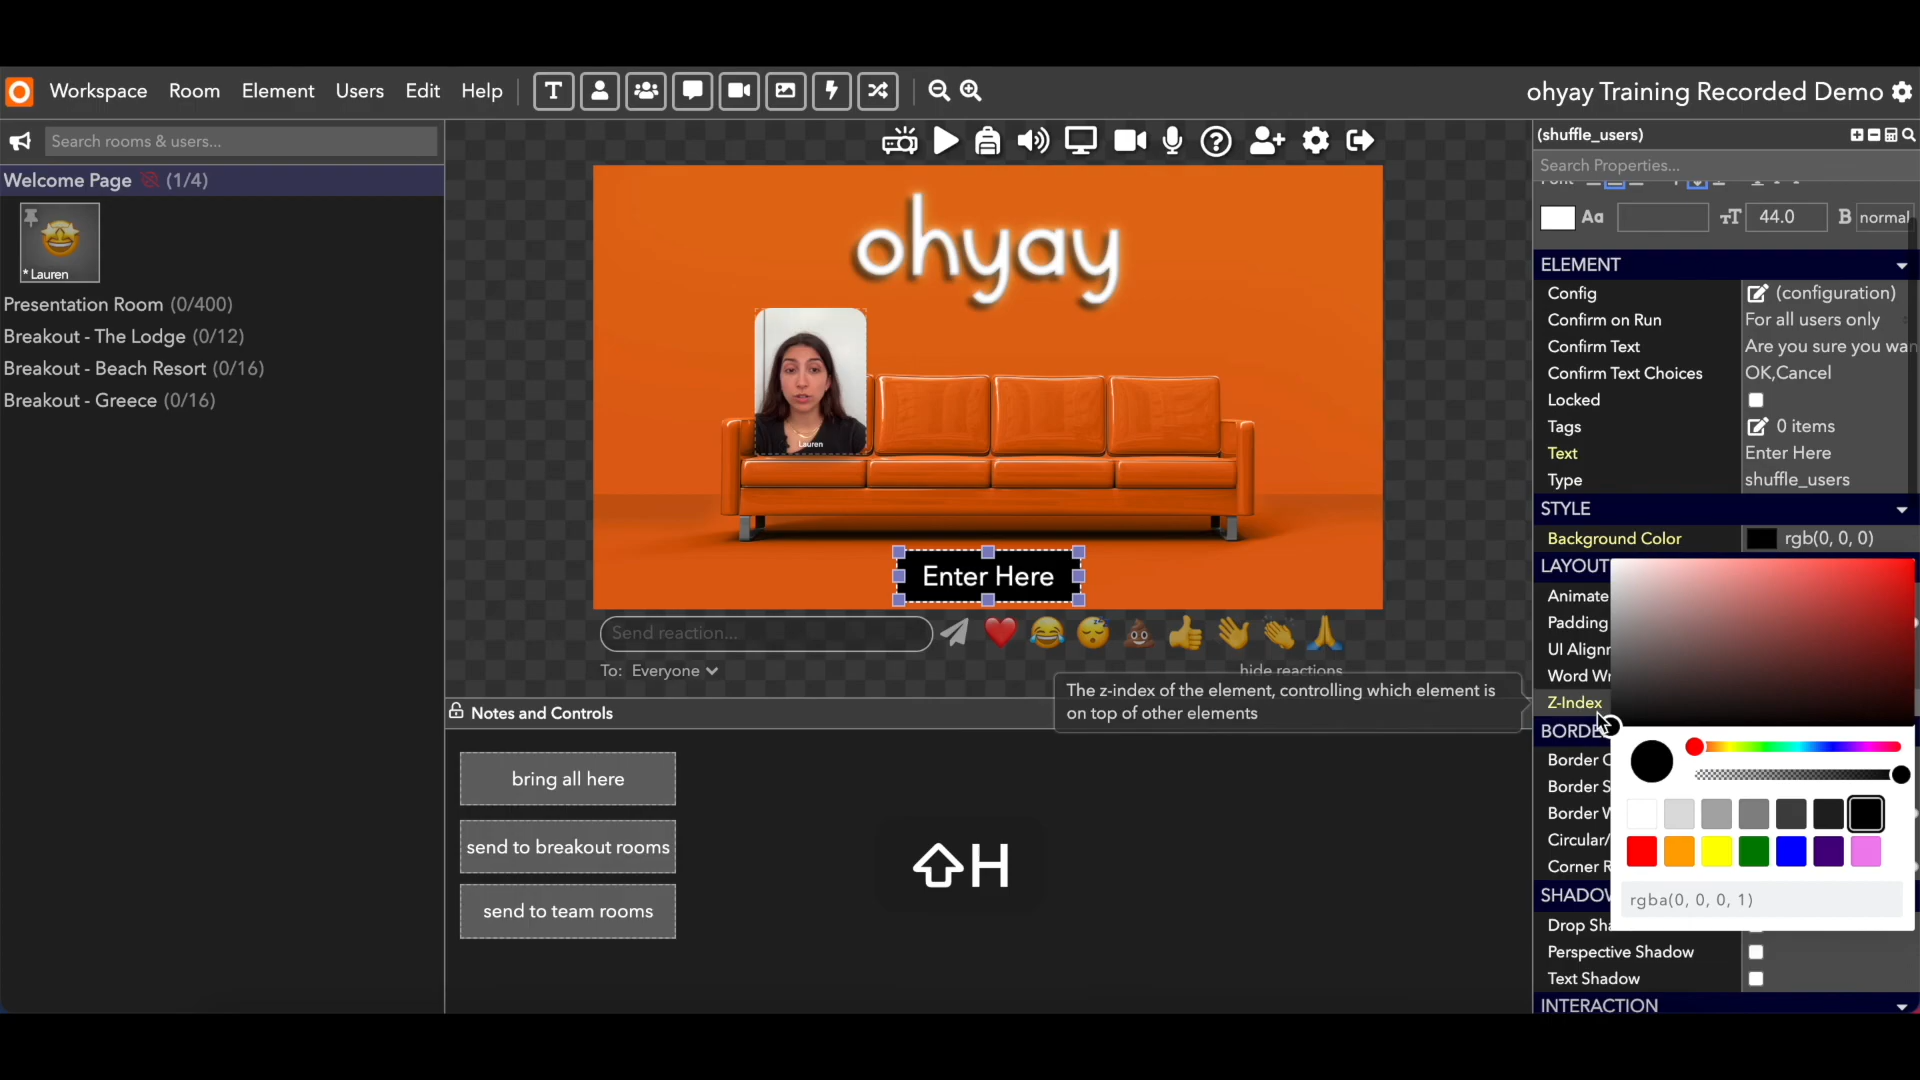 Workspace Room Element Users Edit Help
ohyay Training Recorded Demo
Search rooms & users...
Welcome Page (1/4)
* Lauren
Presentation Room (0/400)
Breakout - The Lodge (0/12)
Breakout - Beach Resort (0/16)
Breakout - Greece (0/16)
ohyay
Lauren
Enter Here
Send reaction...
To: Everyone
hide reactions
The z-index of the element, controlling which element is
on top of other elements
Notes and Controls
bring all here
send to breakout rooms
send to team rooms
⇧H
(shuffle_users)
Search Properties...
Aa TT 44.0 B normal
ELEMENT
Config (configuration)
Confirm on Run For all users only
Confirm Text Are you sure you wan
Confirm Text Choices OK,Cancel
Locked
Tags 0 items
Text Enter Here
Type shuffle_users
STYLE
Background Color rgb(0, 0, 0)
LAYOUT
Animate
Padding
UI Alignm
Word Wr
Z-Index
BORDE
Border C
Border S
Border W
Circular/
Corner R
rgba(0, 0, 0, 1)
SHADOW
Drop Sha
Perspective Shadow
Text Shadow
INTERACTION